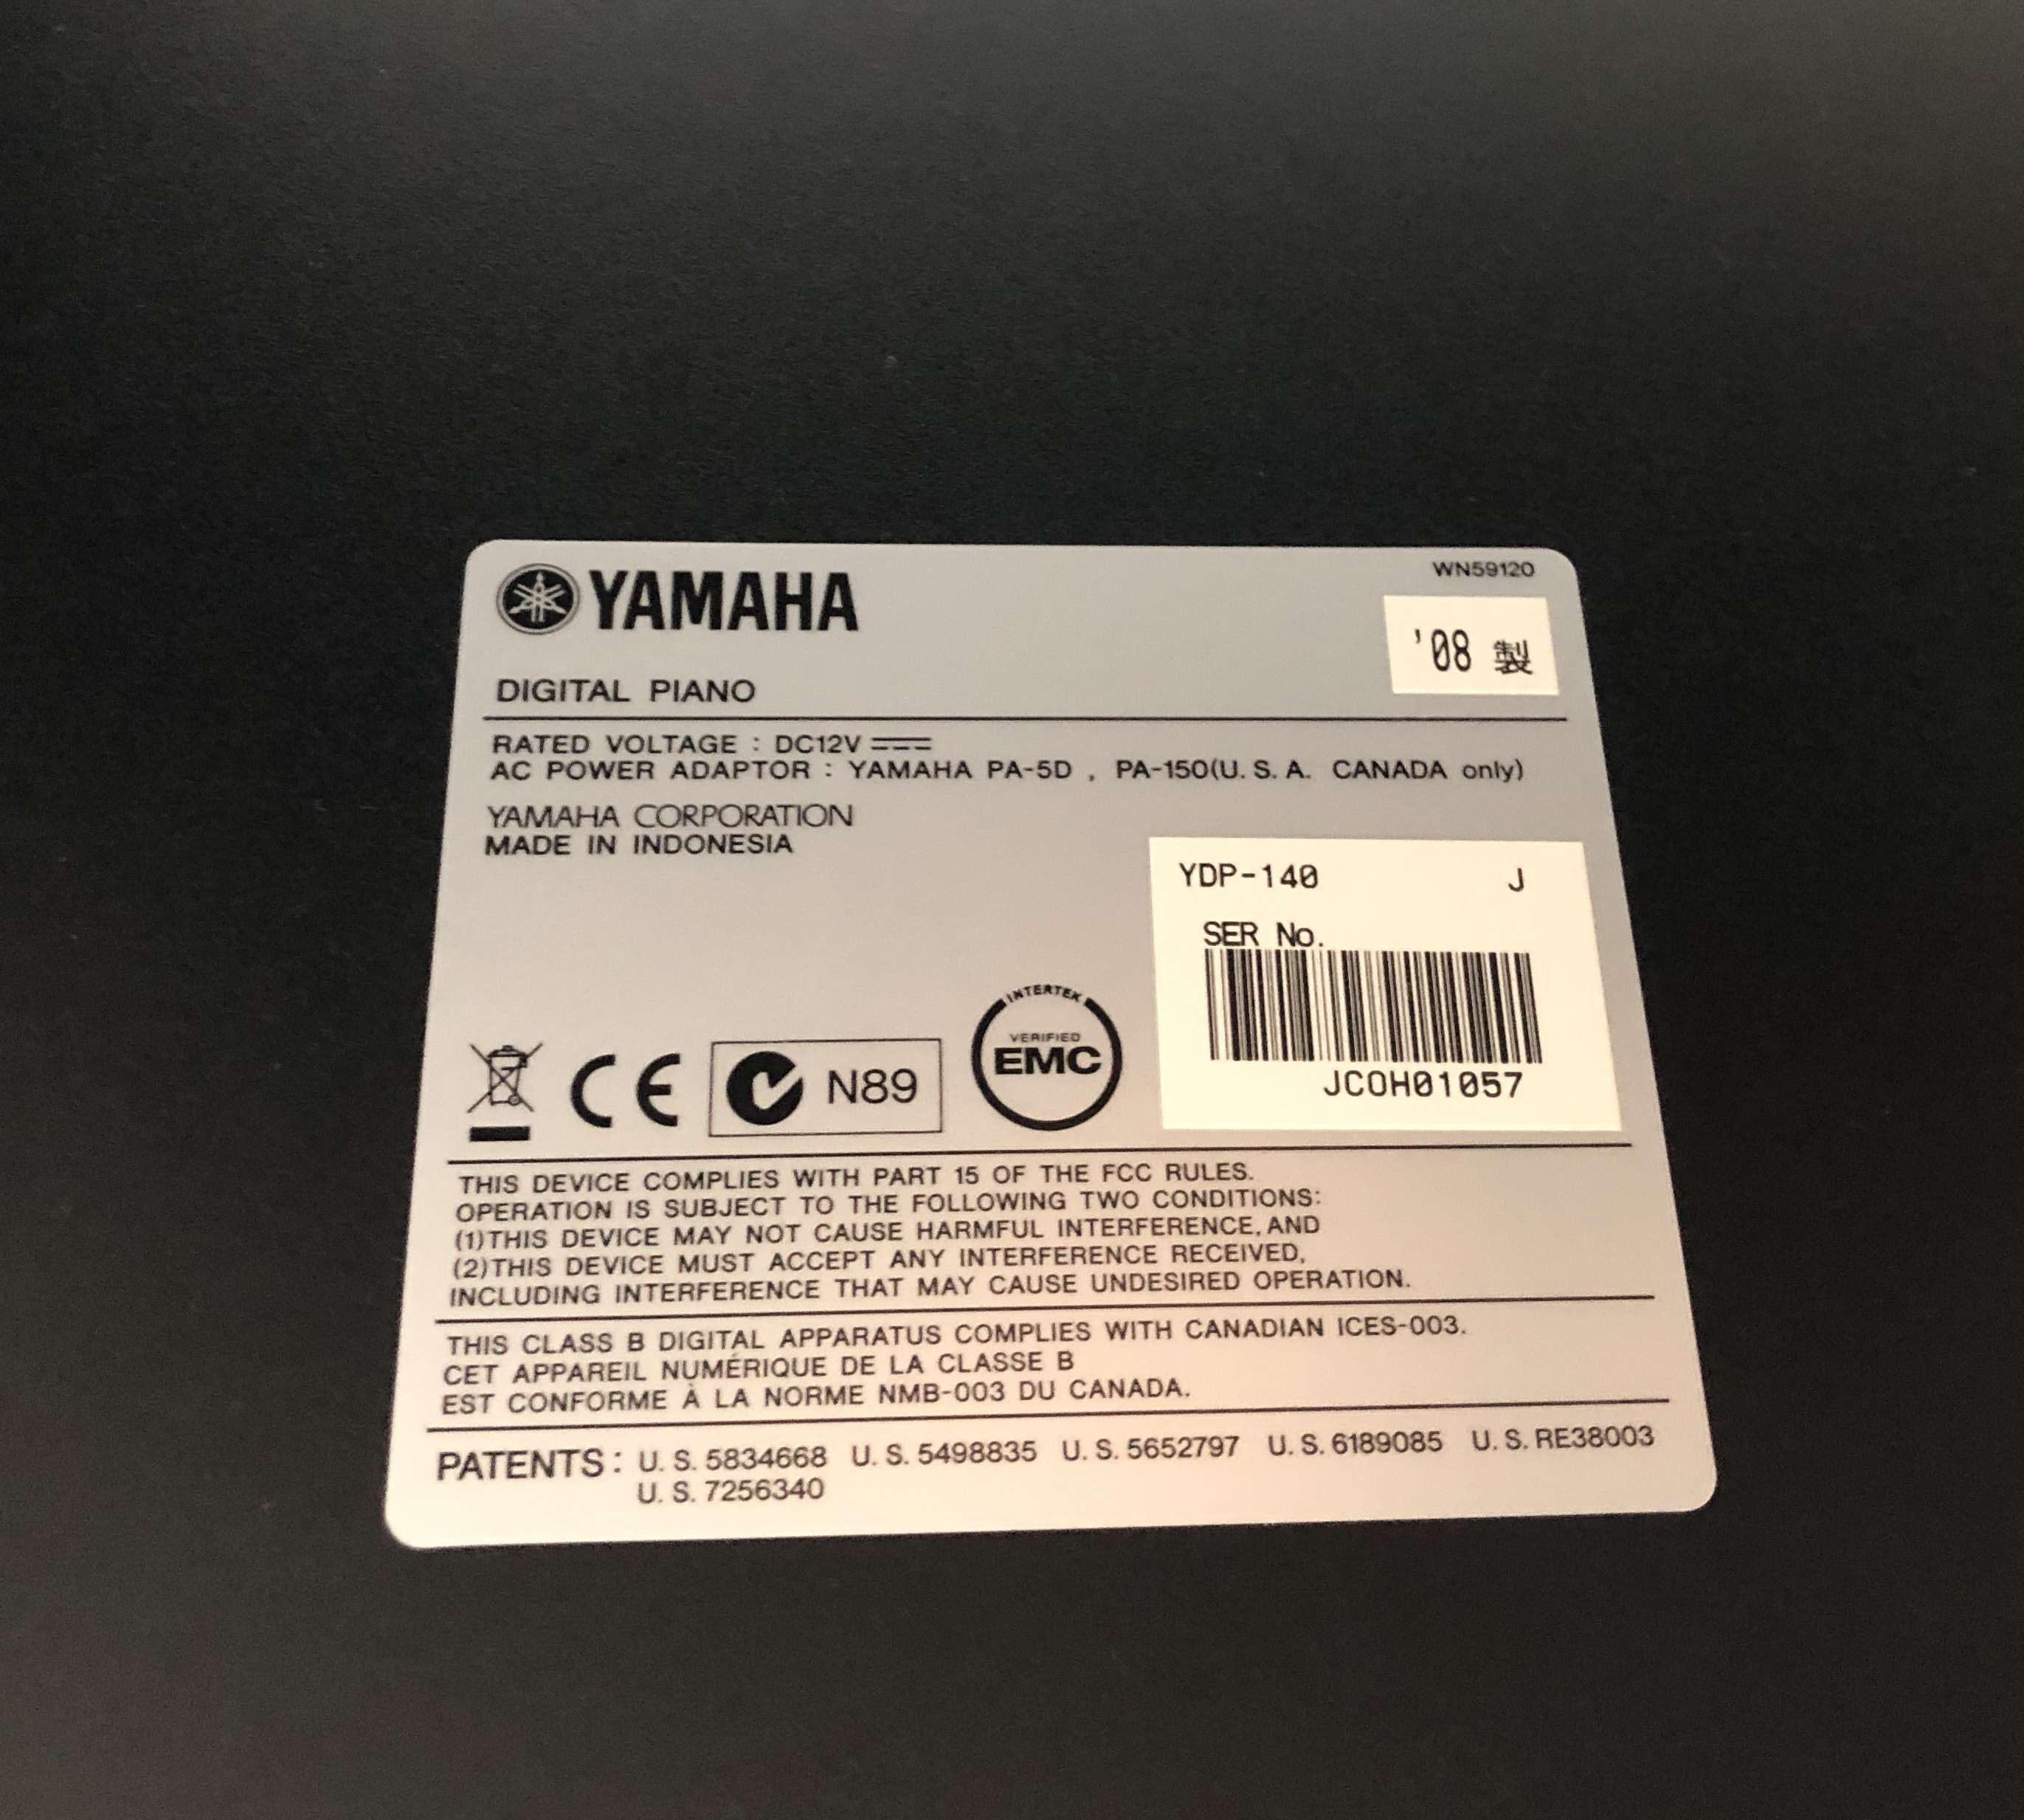 WN59120
YAMAHA
'08 製
DIGITAL PIANO
RATED VOLTAGE : DC12V
AC POWER ADAPTOR : YAMAHA PA-5D , PA-150(U. S. A. CANADA only)
YAMAHA CORPORATION
MADE IN INDONESIA
YDP-140 J
SER No.
JCOH01057
CE
N89
INTERTEK
VERIFIED
EMC
THIS DEVICE COMPLIES WITH PART 15 OF THE FCC RULES.
OPERATION IS SUBJECT TO THE FOLLOWING TWO CONDITIONS:
(1)THIS DEVICE MAY NOT CAUSE HARMFUL INTERFERENCE, AND
(2)THIS DEVICE MUST ACCEPT ANY INTERFERENCE RECEIVED,
INCLUDING INTERFERENCE THAT MAY CAUSE UNDESIRED OPERATION.
THIS CLASS B DIGITAL APPARATUS COMPLIES WITH CANADIAN ICES-003.
CET APPAREIL NUMÉRIQUE DE LA CLASSE B
EST CONFORME À LA NORME NMB-003 DU CANADA.
PATENTS : U. S. 5834668 U. S. 5498835 U. S. 5652797 U. S. 6189085 U. S. RE38003
U. S. 7256340